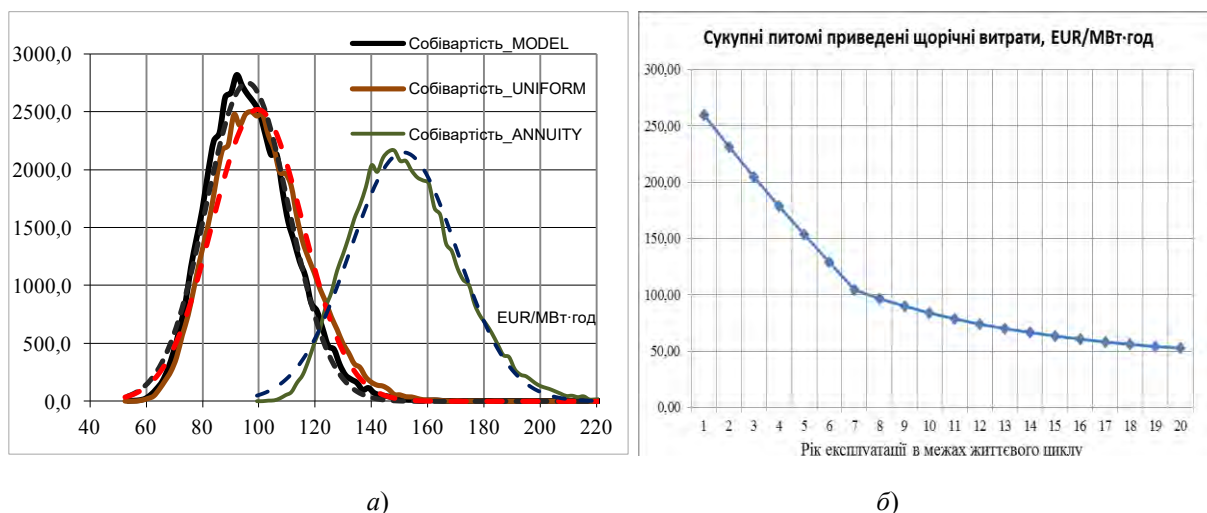 3000,0
2500,0
2000,0
1500,0
1000,0
500,0
0,0
40 60 80 100 120 140 160 180 200 220
Собівартість_MODEL
Собівартість_UNIFORM
Собівартість_ANNUITY
EUR/МВт·год
а)
Сукупні питомі приведені щорічні витрати, EUR/МВт·год
300,00
250,00
200,00
150,00
100,00
50,00
0,00
1 2 3 4 5 6 7 8 9 10 11 12 13 14 15 16 17 18 19 20
Рік експлуатації в межах життєвого циклу
б)